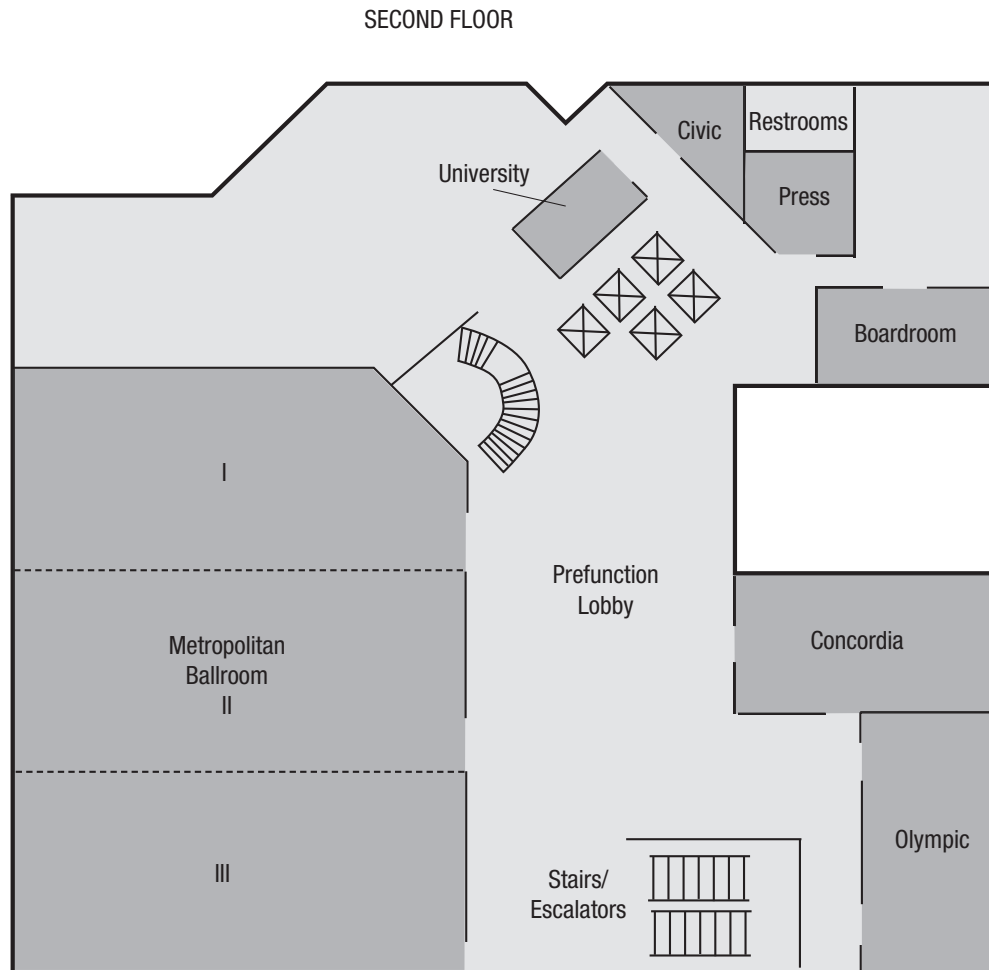 SECOND FLOOR
Civic
Restrooms
University
Press
Boardroom
I
Prefunction
Lobby
Metropolitan
Ballroom
II
Concordia
III
Stairs/
Escalators
Olympic